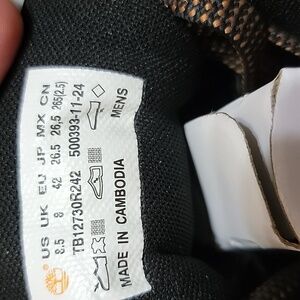 US UK EU JP MX CN
8.5 8 42 26.5 26,5 265(2.5)
TB12730R242 500393-11-24
MENS
MADE IN CAMBODIA